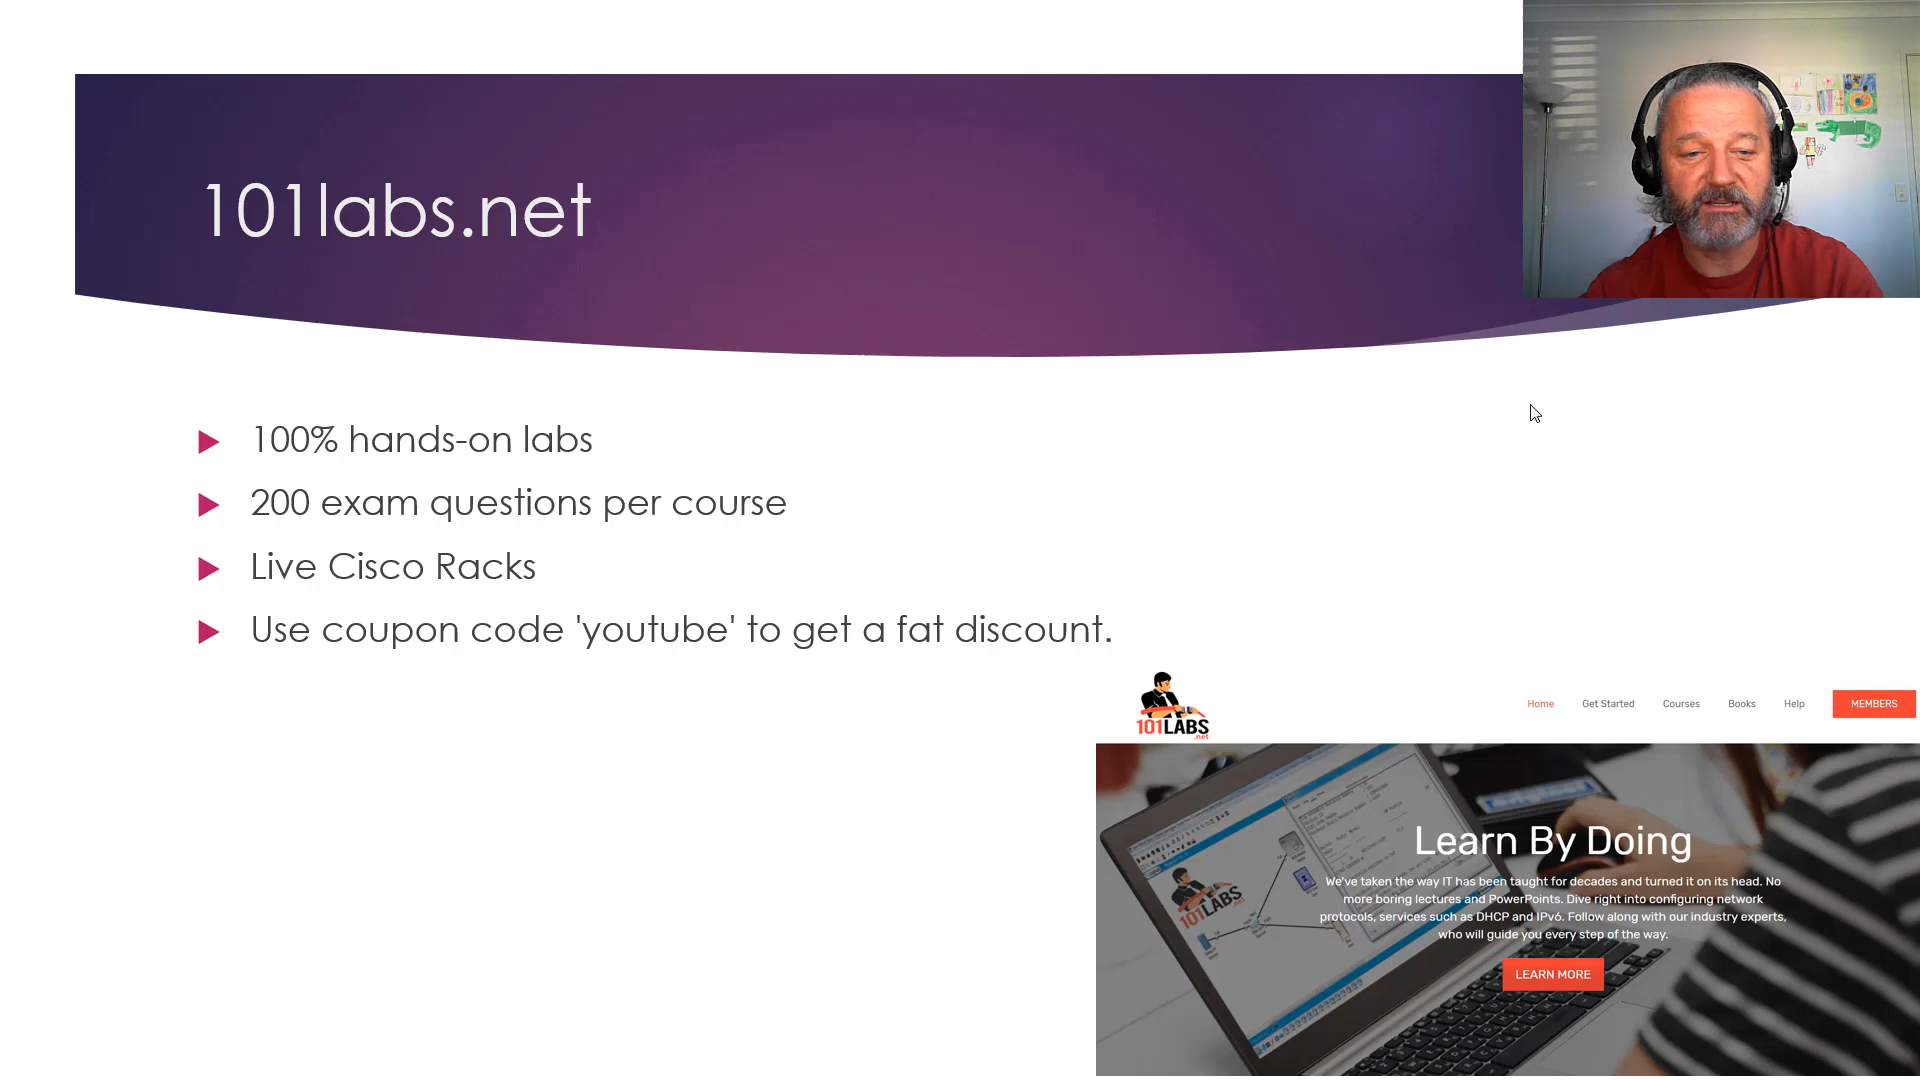 101labs.net
100% hands-on labs
200 exam questions per course
Live Cisco Racks
Use coupon code 'youtube' to get a fat discount.
101LABS
.net
Home Get Started Courses Books Help MEMBERS
Learn By Doing
We've taken the way IT has been taught for decades and turned it on its head. No
more boring lectures and PowerPoints. Dive right into configuring network
protocols, services such as DHCP and IPv6. Follow along with our industry experts,
who will guide you every step of the way.
LEARN MORE
101LABS